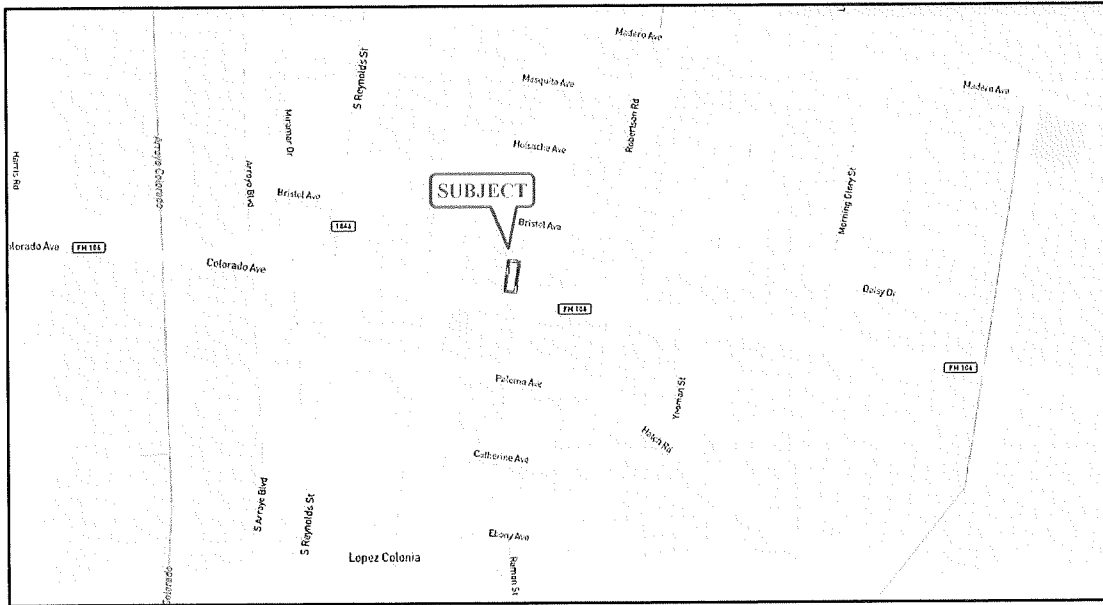 Madero Ave
Mesquite Ave
S Reynolds St
Madero Ave
Robertson Rd
Miramar Dr
Huisache Ave
Harris Rd
Arroyo Colorado
Arroyo Blvd
Bristol Ave
SUBJECT
Morning Glory St
1846
Bristol Ave
olorado Ave
FM 106
Colorado Ave
Daisy Dr
FM 106
FM 106
Paloma Ave
Yeoman St
Hatch Rd
Catherine Ave
S Arroyo Blvd
S Reynolds St
Ebony Ave
Lopez Colonia
Roman St
Colorado